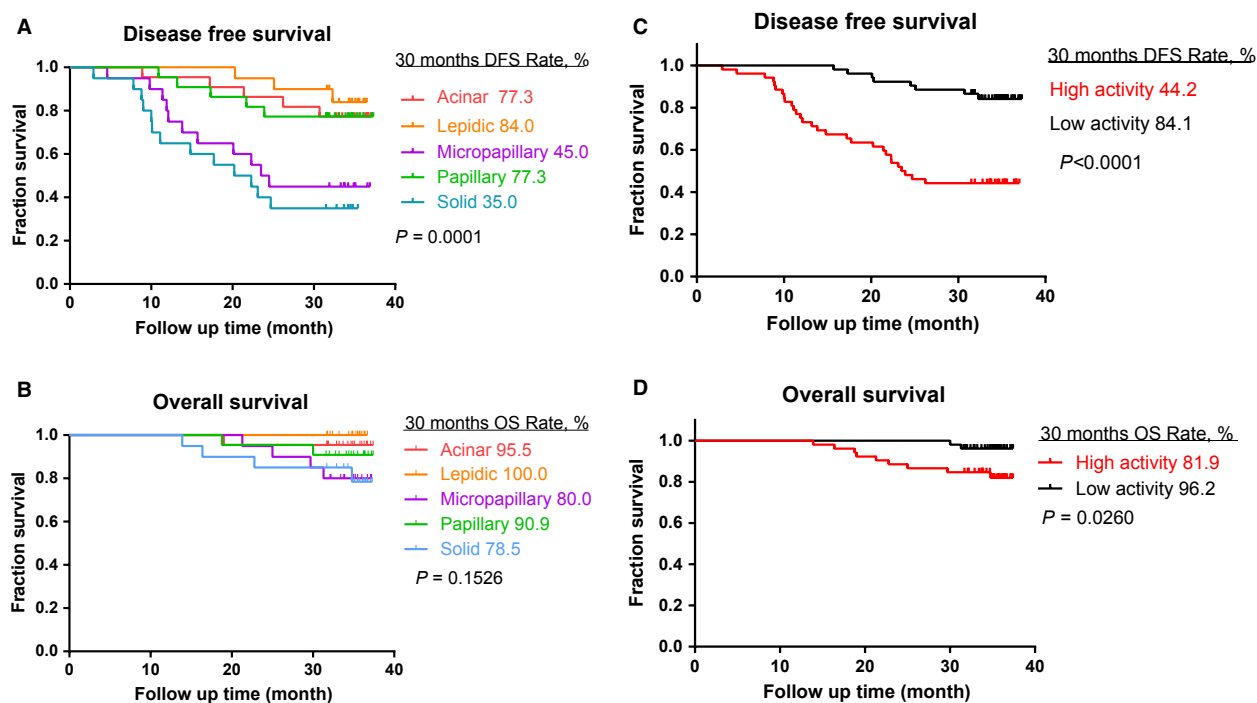 A
Disease free survival
30 months DFS Rate, %
Acinar 77.3
Lepidic 84.0
Micropapillary 45.0
Papillary 77.3
Solid 35.0
P = 0.0001
Fraction survival
1.0
0.8
0.6
0.4
0.2
0.0
0 10 20 30 40
Follow up time (month)
C
Disease free survival
30 months DFS Rate, %
High activity 44.2
Low activity 84.1
P<0.0001
Fraction survival
1.0
0.8
0.6
0.4
0.2
0.0
0 10 20 30 40
Follow up time (month)
B
Overall survival
30 months OS Rate, %
Acinar 95.5
Lepidic 100.0
Micropapillary 80.0
Papillary 90.9
Solid 78.5
P = 0.1526
Fraction survival
1.0
0.8
0.6
0.4
0.2
0.0
0 10 20 30 40
Follow up time (month)
D
Overall survival
30 months OS Rate, %
High activity 81.9
Low activity 96.2
P = 0.0260
Fraction survival
1.0
0.8
0.6
0.4
0.2
0.0
0 10 20 30 40
Follow up time (month)